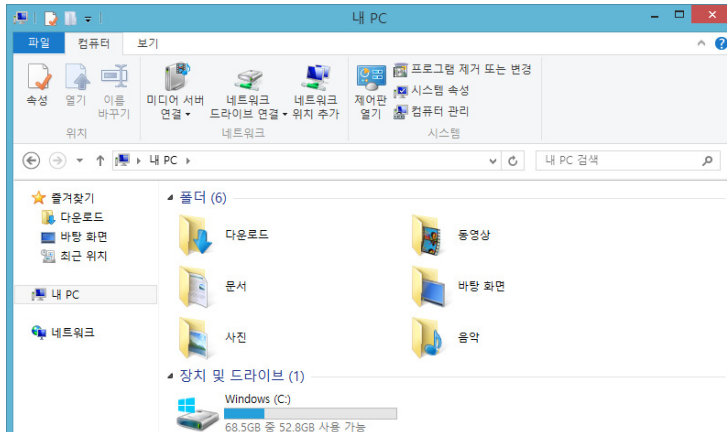 내 PC
파일 컴퓨터 보기
속성 열기 이름 바꾸기
위치
미디어 서버 연결 네트워크 드라이브 연결 네트워크 위치 추가
네트워크
제어판 열기
프로그램 제거 또는 변경
시스템 속성
컴퓨터 관리
시스템
내 PC
내 PC 검색
즐겨찾기
다운로드
바탕 화면
최근 위치
내 PC
네트워크
폴더 (6)
다운로드 동영상
문서 바탕 화면
사진 음악
장치 및 드라이브 (1)
Windows (C:)
68.5GB 중 52.8GB 사용 가능